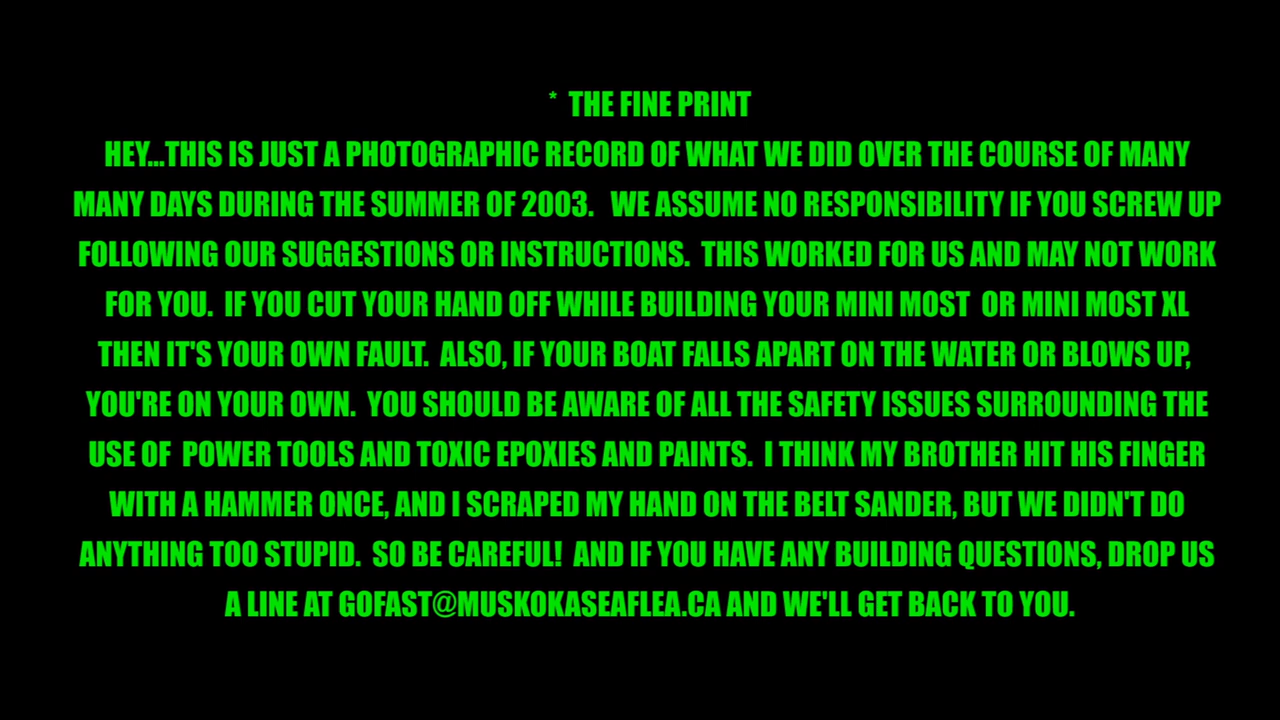 * THE FINE PRINT
HEY...THIS IS JUST A PHOTOGRAPHIC RECORD OF WHAT WE DID OVER THE COURSE OF MANY
MANY DAYS DURING THE SUMMER OF 2003. WE ASSUME NO RESPONSIBILITY IF YOU SCREW UP
FOLLOWING OUR SUGGESTIONS OR INSTRUCTIONS. THIS WORKED FOR US AND MAY NOT WORK
FOR YOU. IF YOU CUT YOUR HAND OFF WHILE BUILDING YOUR MINI MOST OR MINI MOST XL
THEN IT'S YOUR OWN FAULT. ALSO, IF YOUR BOAT FALLS APART ON THE WATER OR BLOWS UP,
YOU'RE ON YOUR OWN. YOU SHOULD BE AWARE OF ALL THE SAFETY ISSUES SURROUNDING THE
USE OF POWER TOOLS AND TOXIC EPOXIES AND PAINTS. I THINK MY BROTHER HIT HIS FINGER
WITH A HAMMER ONCE, AND I SCRAPED MY HAND ON THE BELT SANDER, BUT WE DIDN'T DO
ANYTHING TOO STUPID. SO BE CAREFUL! AND IF YOU HAVE ANY BUILDING QUESTIONS, DROP US
A LINE AT GOFAST@MUSKOKASEAFLEA.CA AND WE'LL GET BACK TO YOU.